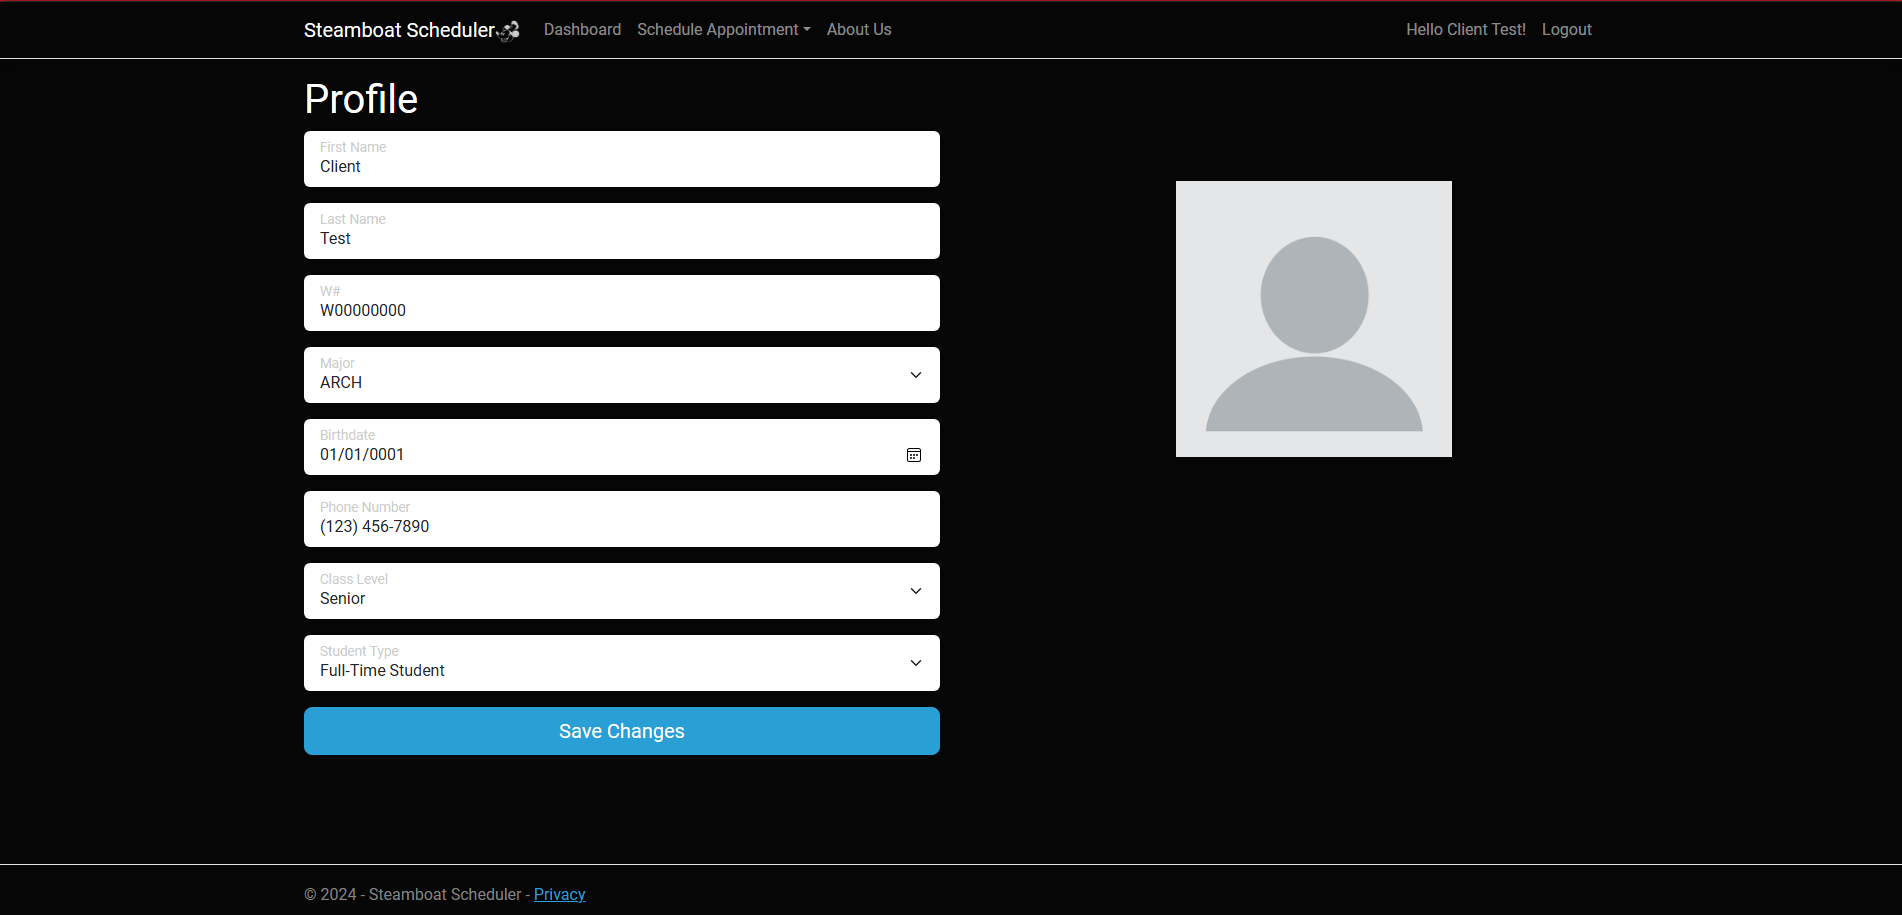 Steamboat Scheduler Dashboard Schedule Appointment About Us Hello Client Test! Logout
Profile
First Name
Client
Last Name
Test
W#
W00000000
Major
ARCH
Birthdate
01/01/0001
Phone Number
(123) 456-7890
Class Level
Senior
Student Type
Full-Time Student
Save Changes
© 2024 - Steamboat Scheduler - Privacy